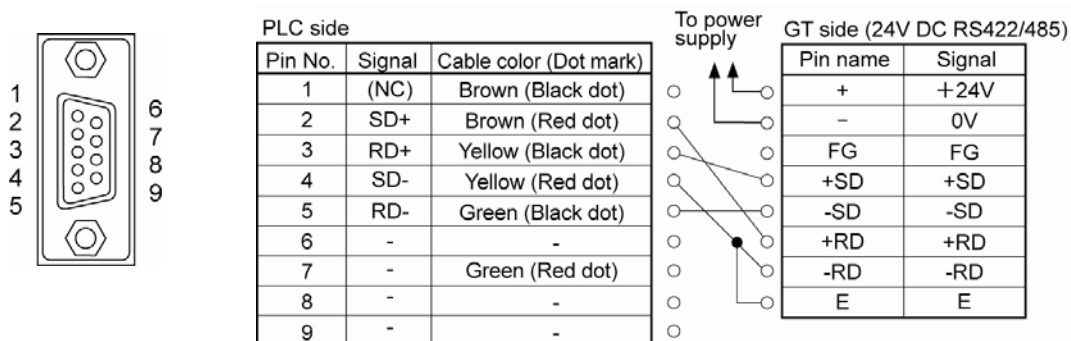 PLC side
To power
supply
GT side (24V DC RS422/485)
Pin No. Signal Cable color (Dot mark)
Pin name Signal
1 (NC) Brown (Black dot)
+ +24V
2 SD+ Brown (Red dot)
− 0V
3 RD+ Yellow (Black dot)
FG FG
4 SD- Yellow (Red dot)
+SD +SD
5 RD- Green (Black dot)
-SD -SD
6 - -
+RD +RD
7 - Green (Red dot)
-RD -RD
8 - -
E E
9 - -
1
2
3
4
5
6
7
8
9